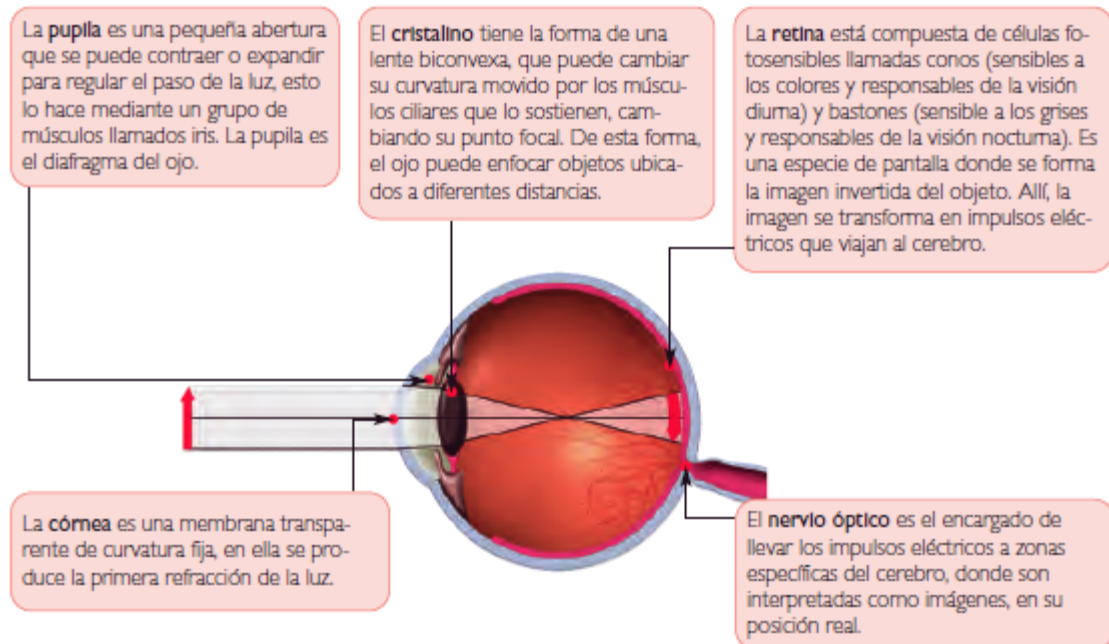 La pupila es una pequeña abertura
que se puede contraer o expandir
para regular el paso de la luz, esto
lo hace mediante un grupo de
músculos llamados iris. La pupila es
el diafragma del ojo.
El cristalino tiene la forma de una
lente biconvexa, que puede cambiar
su curvatura movido por los múscu-
los ciliares que lo sostienen, cam-
biando su punto focal. De esta forma,
el ojo puede enfocar objetos ubica-
dos a diferentes distancias.
La retina está compuesta de células fo-
tosensibles llamadas conos (sensibles a
los colores y responsables de la visión
diurna) y bastones (sensible a los grises
y responsables de la visión nocturna). Es
una especie de pantalla donde se forma
la imagen invertida del objeto. Allí, la
imagen se transforma en impulsos eléc-
tricos que viajan al cerebro.
La córnea es una membrana transpa-
rente de curvatura fija, en ella se pro-
duce la primera refracción de la luz.
El nervio óptico es el encargado de
llevar los impulsos eléctricos a zonas
específicas del cerebro, donde son
interpretadas como imágenes, en su
posición real.